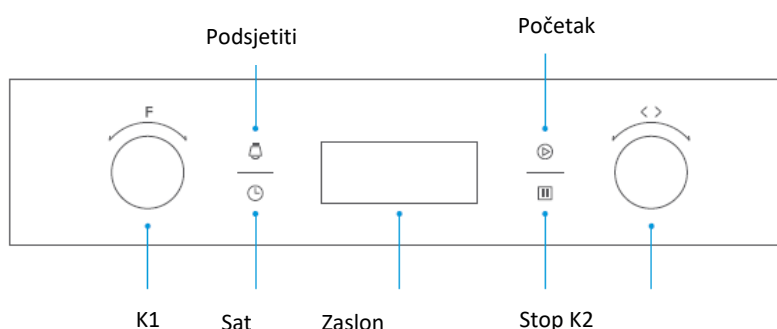 Podsjetiti Početak
F < >
K1 Sat Zaslon Stop K2